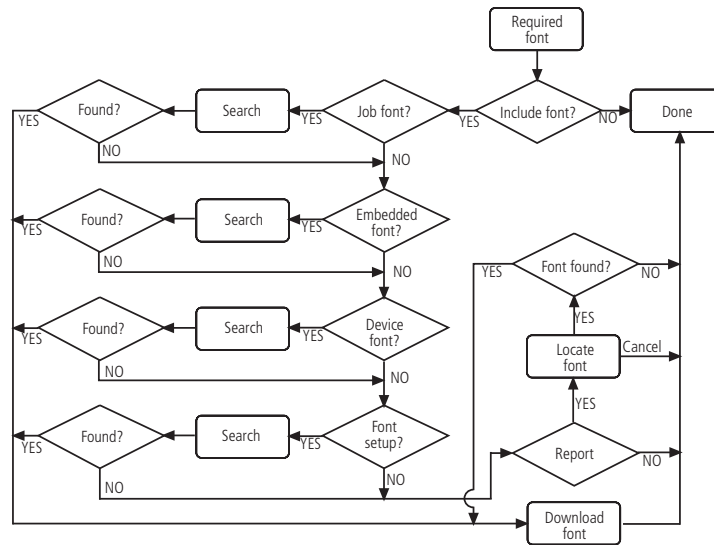 Required
font
Found?
Search
Job font?
Include font?
Done
YES
YES
YES
NO
NO
NO
Found?
Search
Embedded
font?
YES
YES
NO
NO
YES
Font found?
NO
Found?
Search
Device
font?
YES
YES
NO
NO
YES
Locate
font
Cancel
YES
Found?
Search
Font
setup?
YES
YES
NO
NO
Report
NO
Download
font